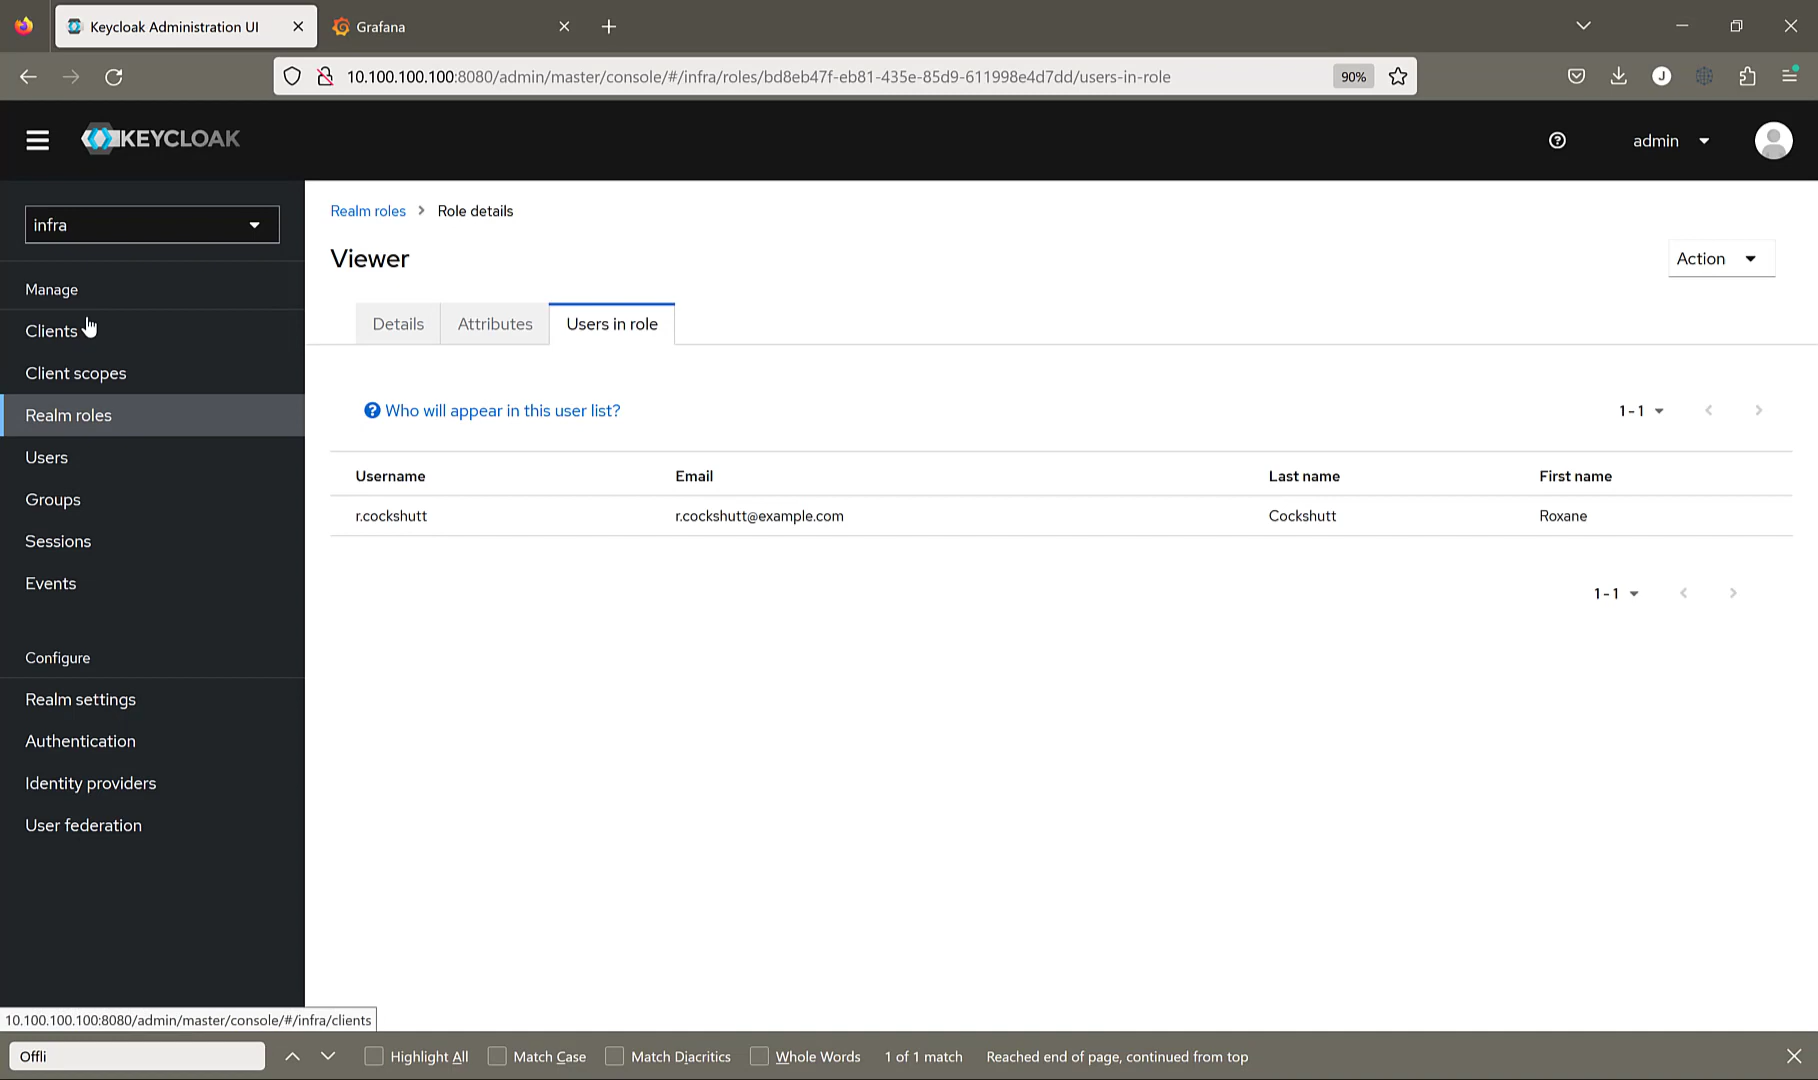 Keycloak Administration UI
Grafana
10.100.100.100:8080/admin/master/console/#/infra/roles/bd8eb47f-eb81-435e-85d9-611998e4d7dd/users-in-role
90%
J
KEYCLOAK
admin
infra
Manage
Clients
Client scopes
Realm roles
Users
Groups
Sessions
Events
Configure
Realm settings
Authentication
Identity providers
User federation
Realm roles > Role details
Viewer
Action
Details Attributes Users in role
Who will appear in this user list?
1 - 1
Username Email Last name First name
r.cockshutt r.cockshutt@example.com Cockshutt Roxane
1 - 1
10.100.100.100:8080/admin/master/console/#/infra/clients
Offli Highlight All Match Case Match Diacritics Whole Words 1 of 1 match Reached end of page, continued from top